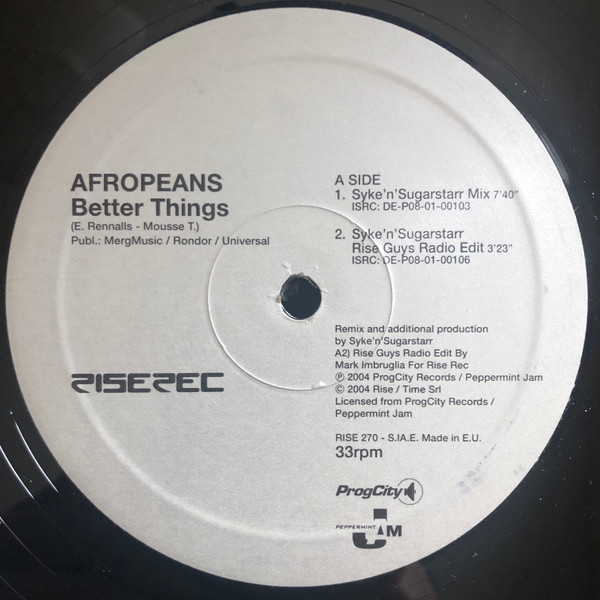 AFROPEANS
Better Things
(E. Rennalls - Mousse T.)
Publ.: MergMusic / Rondor / Universal
A SIDE
1. Syke'n'Sugarstarr Mix 7'40"
ISRC: DE-P08-01-00103
2. Syke'n'Sugarstarr
Rise Guys Radio Edit 3'23"
ISRC: DE-P08-01-00106
RISEREC
Remix and additional production
by Syke'n'Sugarstarr
A2) Rise Guys Radio Edit By
Mark Imbruglia For Rise Rec
℗ 2004 ProgCity Records / Peppermint Jam
© 2004 Rise / Time Srl
Licensed from ProgCity Records /
Peppermint Jam
RISE 270 - S.I.A.E. Made in E.U.
33rpm
ProgCity
PEPPERMINT JAM